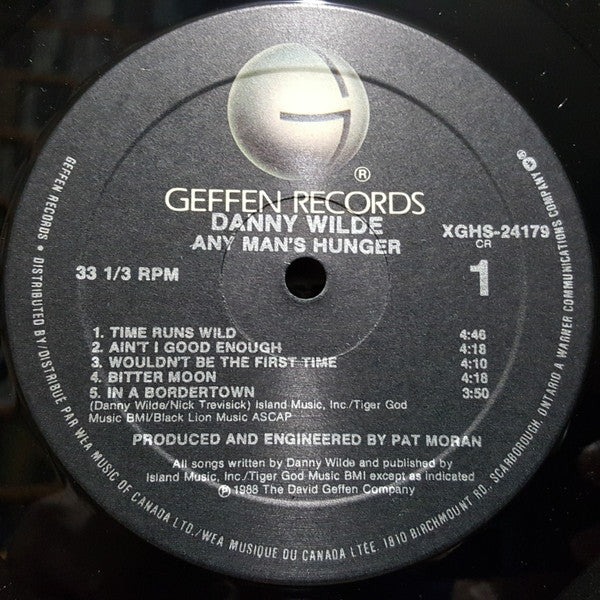 ®
GEFFEN RECORDS
DANNY WILDE
ANY MAN'S HUNGER
XGHS-24179
CR
33 1/3 RPM
1
1. TIME RUNS WILD 4:46
2. AIN'T I GOOD ENOUGH 4:18
3. WOULDN'T BE THE FIRST TIME 4:10
4. BITTER MOON 4:18
5. IN A BORDERTOWN 3:50
(Danny Wilde/Nick Trevisick) Island Music, Inc./Tiger God
Music BMI/Black Lion Music ASCAP
PRODUCED AND ENGINEERED BY PAT MORAN
All songs written by Danny Wilde and published by
Island Music, Inc./Tiger God Music BMI except as indicated
℗ 1988 The David Geffen Company
GEFFEN RECORDS • DISTRIBUTED BY/DISTRIBUE PAR WEA MUSIC OF CANADA LTD./WEA MUSIQUE DU CANADA LTÉE. 1810 BIRCHMOUNT RD., SCARBOROUGH, ONTARIO A WARNER COMMUNICATIONS COMPANY